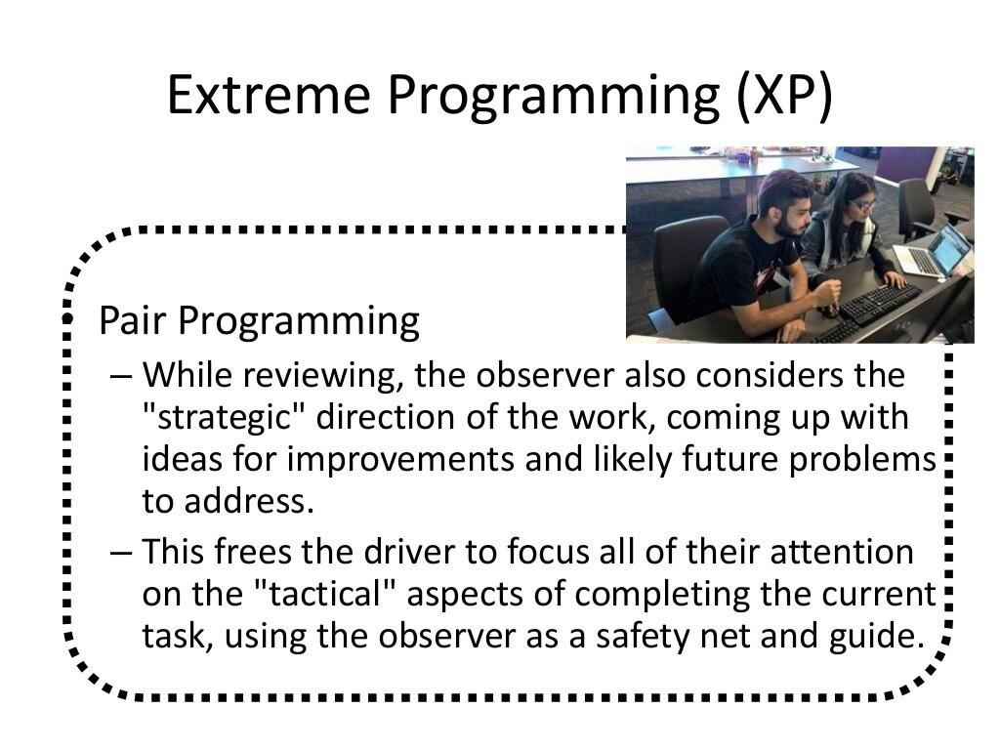 Extreme Programming (XP)
• Pair Programming
– While reviewing, the observer also considers the
"strategic" direction of the work, coming up with
ideas for improvements and likely future problems
to address.
– This frees the driver to focus all of their attention
on the "tactical" aspects of completing the current
task, using the observer as a safety net and guide.